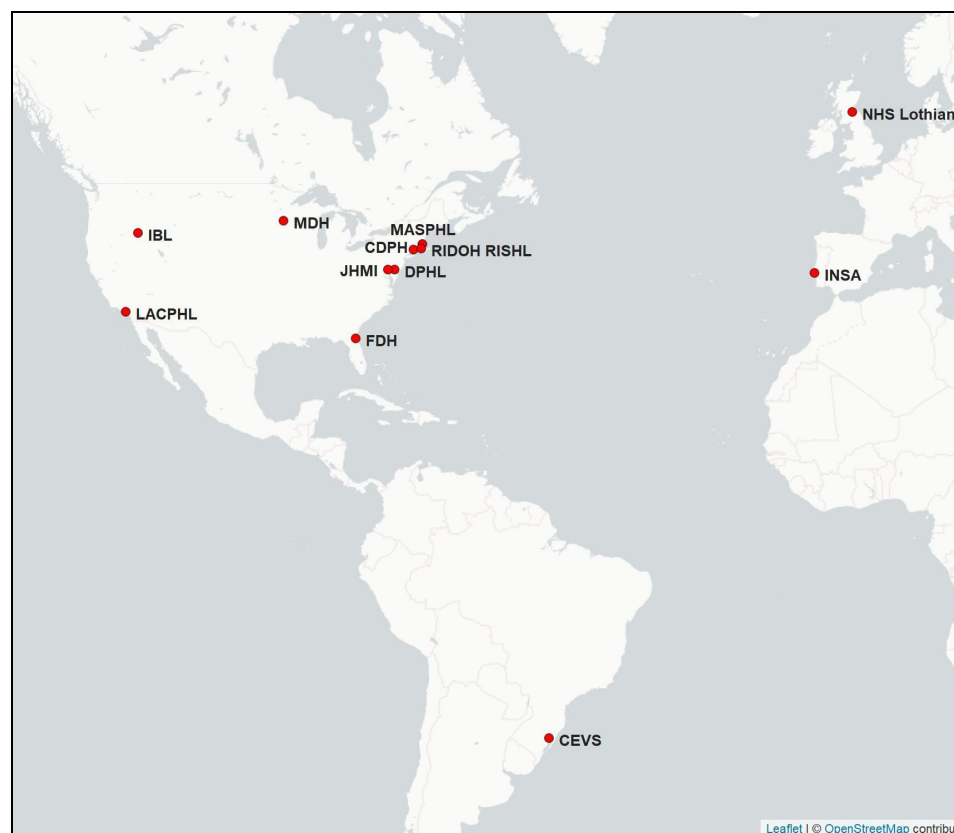 NHS Lothian
MDH
IBL
MASPHL
CDPH
RIDOH RISHL
JHMI
DPHL
INSA
LACPHL
FDH
CEVS
Leaflet | © OpenStreetMap contribu